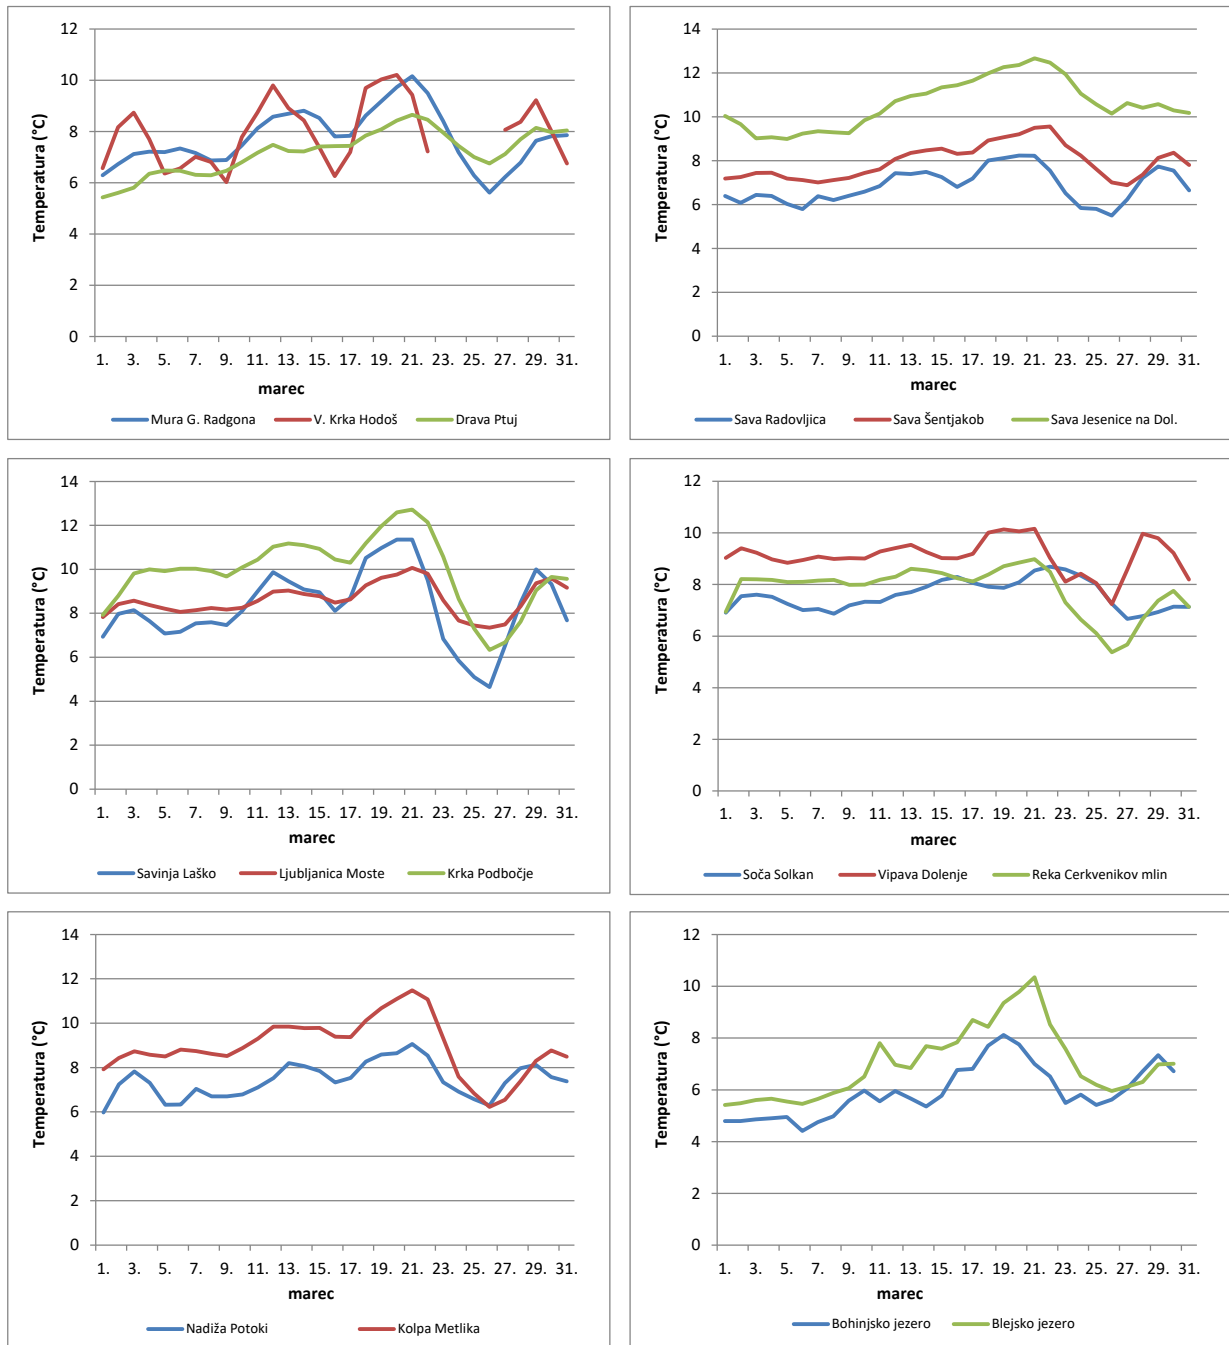 12
10
8
6
4
2
0
Temperatura (°C)
1. 3. 5. 7. 9. 11. 13. 15. 17. 19. 21. 23. 25. 27. 29. 31.
marec
Mura G. Radgona V. Krka Hodoš Drava Ptuj
14
12
10
8
6
4
2
0
Temperatura (°C)
1. 3. 5. 7. 9. 11. 13. 15. 17. 19. 21. 23. 25. 27. 29. 31.
marec
Sava Radovljica Sava Šentjakob Sava Jesenice na Dol.
14
12
10
8
6
4
2
0
Temperatura (°C)
1. 3. 5. 7. 9. 11. 13. 15. 17. 19. 21. 23. 25. 27. 29. 31.
marec
Savinja Laško Ljubljanica Moste Krka Podbočje
12
10
8
6
4
2
0
Temperatura (°C)
1. 3. 5. 7. 9. 11. 13. 15. 17. 19. 21. 23. 25. 27. 29. 31.
marec
Soča Solkan Vipava Dolenje Reka Cerkvenikov mlin
14
12
10
8
6
4
2
0
Temperatura (°C)
1. 3. 5. 7. 9. 11. 13. 15. 17. 19. 21. 23. 25. 27. 29. 31.
marec
Nadiža Potoki Kolpa Metlika
12
10
8
6
4
2
0
Temperatura (°C)
1. 3. 5. 7. 9. 11. 13. 15. 17. 19. 21. 23. 25. 27. 29. 31.
marec
Bohinjsko jezero Blejsko jezero